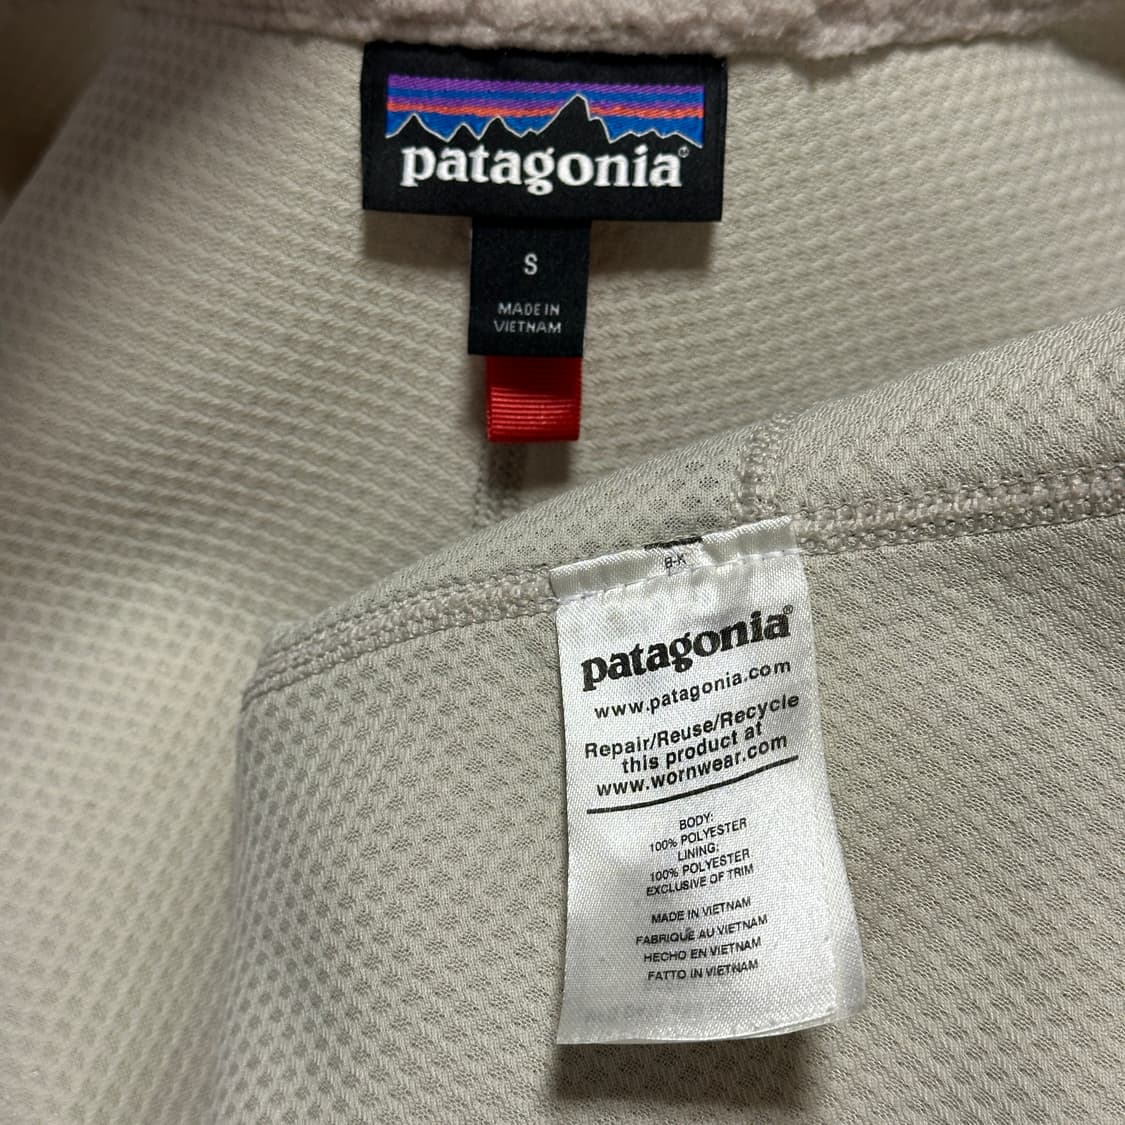 patagonia®
S
MADE IN
VIETNAM
8-K
patagonia®
www.patagonia.com
Repair/Reuse/Recycle
this product at
www.wornwear.com
BODY:
100% POLYESTER
LINING:
100% POLYESTER
EXCLUSIVE OF TRIM
MADE IN VIETNAM
FABRIQUÉ AU VIETNAM
HECHO EN VIETNAM
FATTO IN VIETNAM